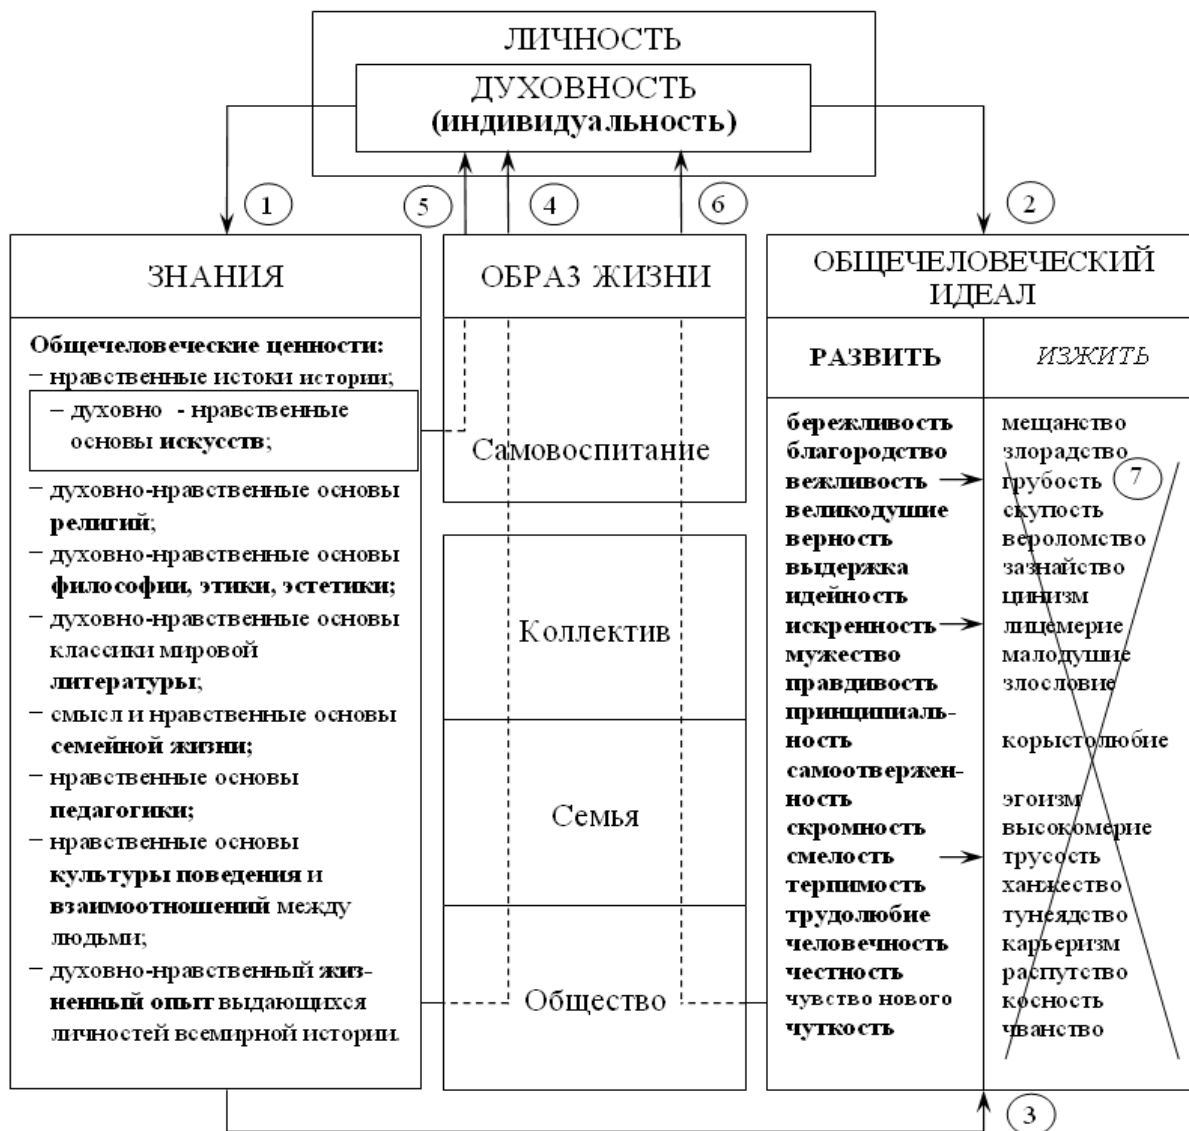 ЛИЧНОСТЬ
ДУХОВНОСТЬ
(индивидуальность)
1
5
4
6
2
ЗНАНИЯ
Общечеловеческие ценности:
– нравственные истоки истории;
– духовно - нравственные
основы искусств;
– духовно-нравственные основы
религий;
– духовно-нравственные основы
философии, этики, эстетики;
– духовно-нравственные основы
классики мировой
литературы;
– смысл и нравственные основы
семейной жизни;
– нравственные основы
педагогики;
– нравственные основы
культуры поведения и
взаимоотношений между
людьми;
– духовно-нравственный жиз-
ненный опыт выдающихся
личностей всемирной истории.
ОБРАЗ ЖИЗНИ
Самовоспитание
Коллектив
Семья
Общество
ОБЩЕЧЕЛОВЕЧЕСКИЙ
ИДЕАЛ
РАЗВИТЬ
бережливость
благородство
вежливость
великодушие
верность
выдержка
идейность
искренность
мужество
правдивость
принципиаль-
ность
самоотвержен-
ность
скромность
смелость
терпимость
трудолюбие
человечность
честность
чувство нового
чуткость
ИЗЖИТЬ
мещанство
злорадство
грубость
скупость
вероломство
зазнайство
цинизм
лицемерие
малодушие
злословие
корыстолюбие
эгоизм
высокомерие
трусость
ханжество
тунеядство
карьеризм
распутство
косность
чванство
7
3